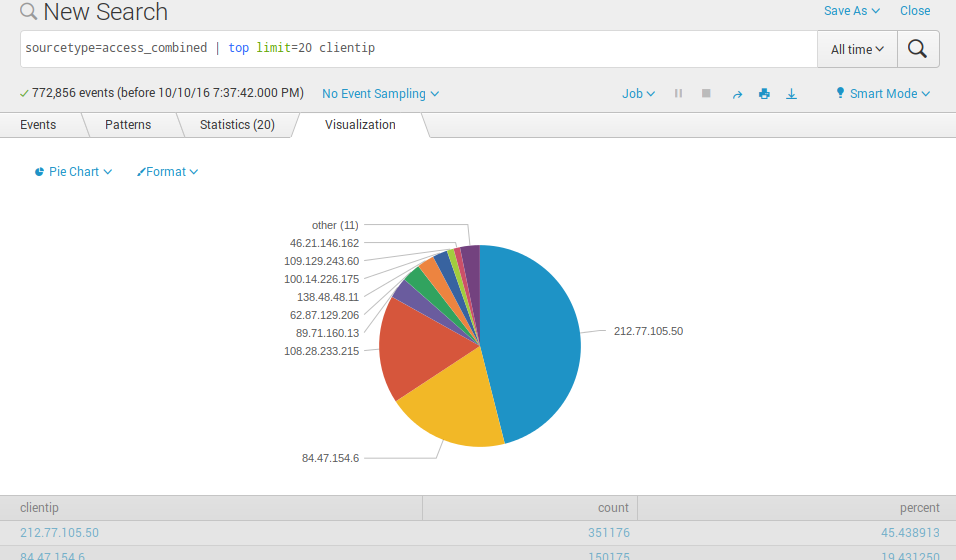 New Search
Save As Close
sourcetype=access_combined | top limit=20 clientip
All time
772,856 events (before 10/10/16 7:37:42.000 PM) No Event Sampling Job Smart Mode
Events Patterns Statistics (20) Visualization
Pie Chart Format
other (11)
46.21.146.162
109.129.243.60
100.14.226.175
138.48.48.11
62.87.129.206
89.71.160.13
108.28.233.215
212.77.105.50
84.47.154.6
clientip count percent
212.77.105.50 351176 45.438913
84.47.154.6 150175 19.431250